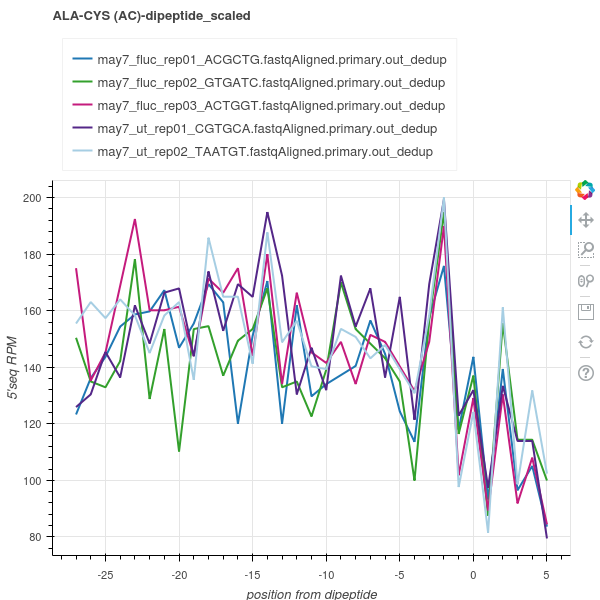 ALA-CYS (AC)-dipeptide_scaled
may7_fluc_rep01_ACGCTG.fastqAligned.primary.out_dedup
may7_fluc_rep02_GTGATC.fastqAligned.primary.out_dedup
may7_fluc_rep03_ACTGGT.fastqAligned.primary.out_dedup
may7_ut_rep01_CGTGCA.fastqAligned.primary.out_dedup
may7_ut_rep02_TAATGT.fastqAligned.primary.out_dedup
200
180
160
140
120
100
80
5'seq RPM
-25 -20 -15 -10 -5 0 5
position from dipeptide